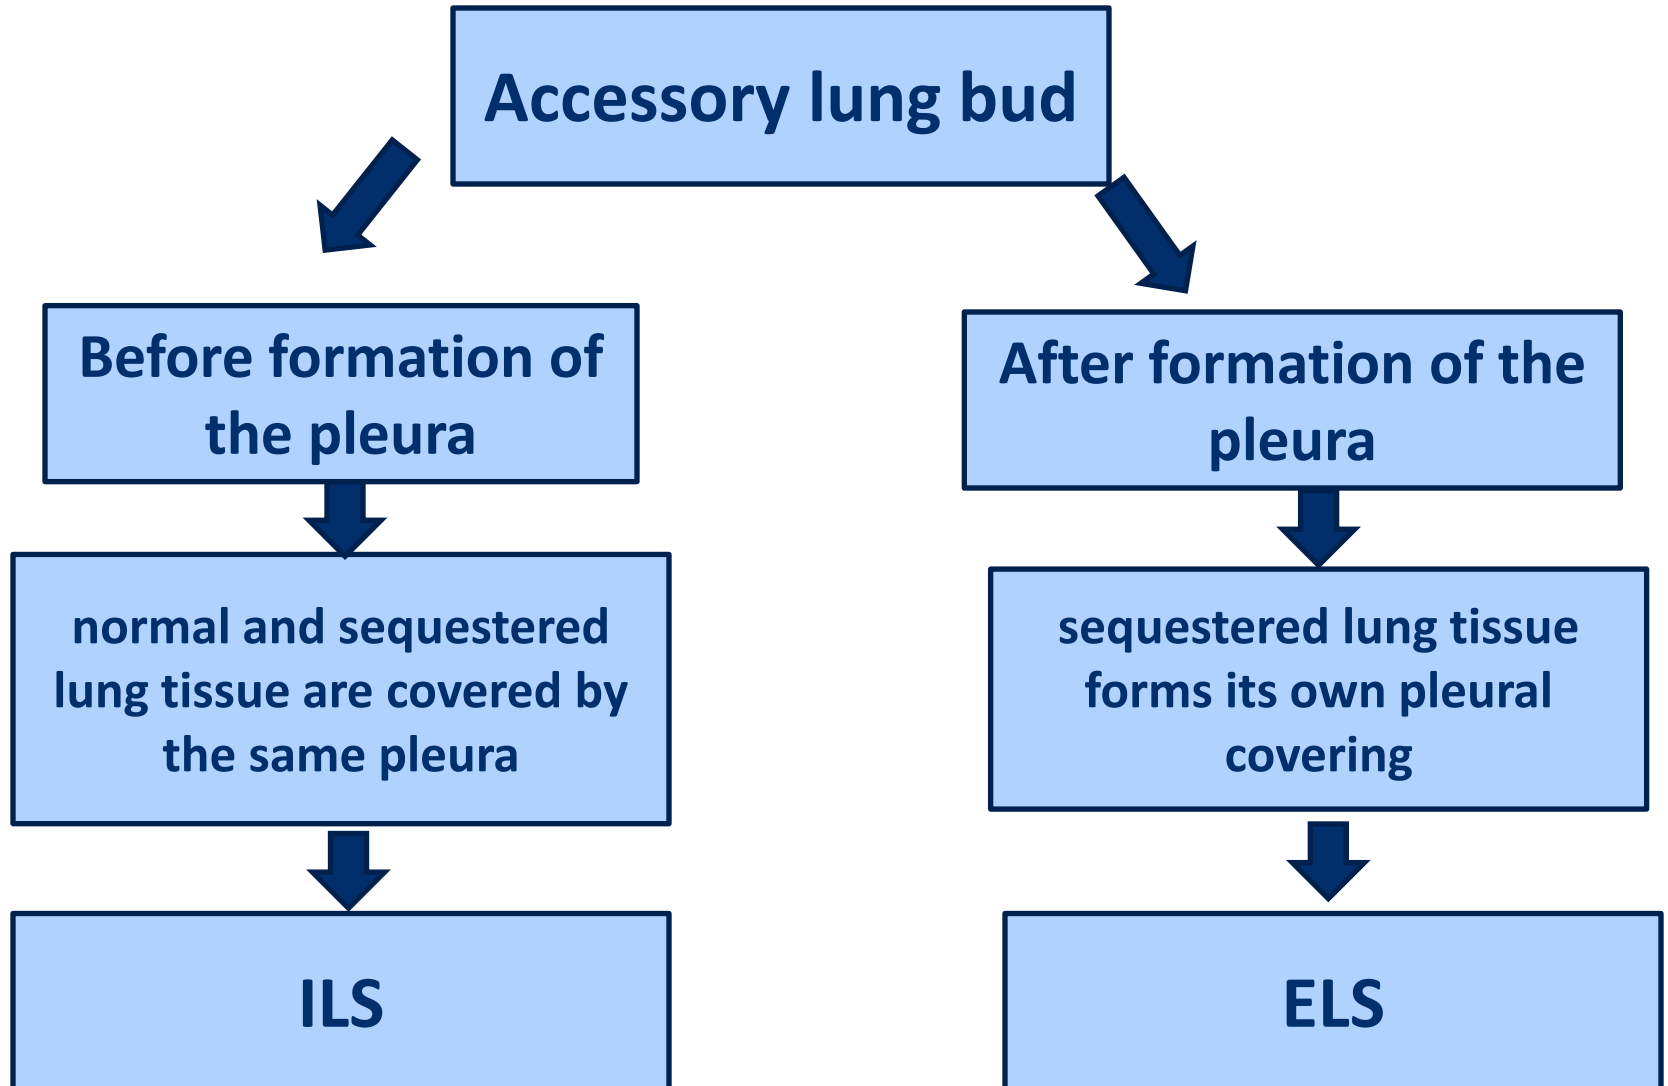 Accessory lung bud
Before formation of
the pleura
After formation of the
pleura
normal and sequestered
lung tissue are covered by
the same pleura
sequestered lung tissue
forms its own pleural
covering
ILS
ELS